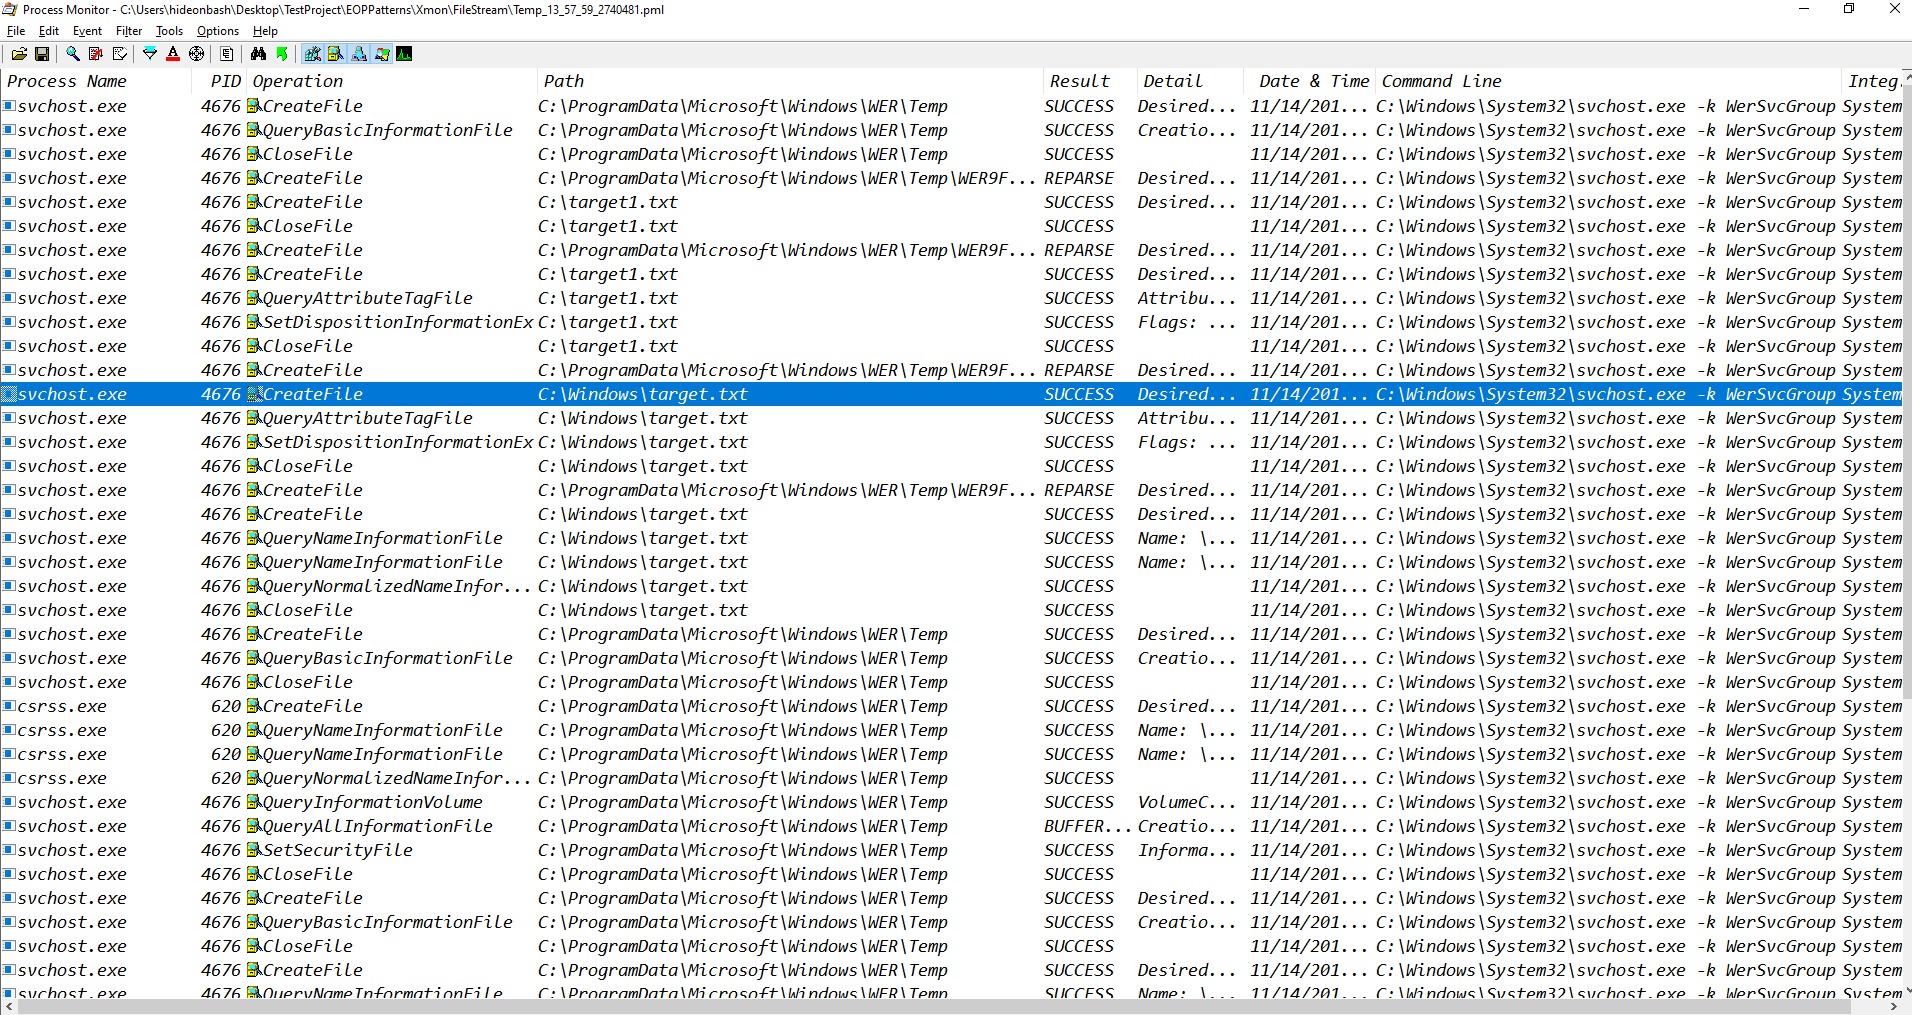 Process Monitor - C:\Users\hideonbash\Desktop\TestProject\EOPPatterns\Xmon\FileStream\Temp_13_57_59_2740481.pml
File Edit Event Filter Tools Options Help
Process Name PID Operation Path Result Detail Date & Time Command Line Integ.
svchost.exe 4676 CreateFile C:\ProgramData\Microsoft\Windows\WER\Temp SUCCESS Desired... 11/14/201... C:\Windows\System32\svchost.exe -k WerSvcGroup System
svchost.exe 4676 QueryBasicInformationFile C:\ProgramData\Microsoft\Windows\WER\Temp SUCCESS Creatio... 11/14/201... C:\Windows\System32\svchost.exe -k WerSvcGroup System
svchost.exe 4676 CloseFile C:\ProgramData\Microsoft\Windows\WER\Temp SUCCESS 11/14/201... C:\Windows\System32\svchost.exe -k WerSvcGroup System
svchost.exe 4676 CreateFile C:\ProgramData\Microsoft\Windows\WER\Temp\WER9F... REPARSE Desired... 11/14/201... C:\Windows\System32\svchost.exe -k WerSvcGroup System
svchost.exe 4676 CreateFile C:\target1.txt SUCCESS Desired... 11/14/201... C:\Windows\System32\svchost.exe -k WerSvcGroup System
svchost.exe 4676 CloseFile C:\target1.txt SUCCESS 11/14/201... C:\Windows\System32\svchost.exe -k WerSvcGroup System
svchost.exe 4676 CreateFile C:\ProgramData\Microsoft\Windows\WER\Temp\WER9F... REPARSE Desired... 11/14/201... C:\Windows\System32\svchost.exe -k WerSvcGroup System
svchost.exe 4676 CreateFile C:\target1.txt SUCCESS Desired... 11/14/201... C:\Windows\System32\svchost.exe -k WerSvcGroup System
svchost.exe 4676 QueryAttributeTagFile C:\target1.txt SUCCESS Attribu... 11/14/201... C:\Windows\System32\svchost.exe -k WerSvcGroup System
svchost.exe 4676 SetDispositionInformationEx C:\target1.txt SUCCESS Flags: ... 11/14/201... C:\Windows\System32\svchost.exe -k WerSvcGroup System
svchost.exe 4676 CloseFile C:\target1.txt SUCCESS 11/14/201... C:\Windows\System32\svchost.exe -k WerSvcGroup System
svchost.exe 4676 CreateFile C:\ProgramData\Microsoft\Windows\WER\Temp\WER9F... REPARSE Desired... 11/14/201... C:\Windows\System32\svchost.exe -k WerSvcGroup System
svchost.exe 4676 CreateFile C:\Windows\target.txt SUCCESS Desired... 11/14/201... C:\Windows\System32\svchost.exe -k WerSvcGroup System
svchost.exe 4676 QueryAttributeTagFile C:\Windows\target.txt SUCCESS Attribu... 11/14/201... C:\Windows\System32\svchost.exe -k WerSvcGroup System
svchost.exe 4676 SetDispositionInformationEx C:\Windows\target.txt SUCCESS Flags: ... 11/14/201... C:\Windows\System32\svchost.exe -k WerSvcGroup System
svchost.exe 4676 CloseFile C:\Windows\target.txt SUCCESS 11/14/201... C:\Windows\System32\svchost.exe -k WerSvcGroup System
svchost.exe 4676 CreateFile C:\ProgramData\Microsoft\Windows\WER\Temp\WER9F... REPARSE Desired... 11/14/201... C:\Windows\System32\svchost.exe -k WerSvcGroup System
svchost.exe 4676 CreateFile C:\Windows\target.txt SUCCESS Desired... 11/14/201... C:\Windows\System32\svchost.exe -k WerSvcGroup System
svchost.exe 4676 QueryNameInformationFile C:\Windows\target.txt SUCCESS Name: \... 11/14/201... C:\Windows\System32\svchost.exe -k WerSvcGroup System
svchost.exe 4676 QueryNameInformationFile C:\Windows\target.txt SUCCESS Name: \... 11/14/201... C:\Windows\System32\svchost.exe -k WerSvcGroup System
svchost.exe 4676 QueryNormalizedNameInfor... C:\Windows\target.txt SUCCESS 11/14/201... C:\Windows\System32\svchost.exe -k WerSvcGroup System
svchost.exe 4676 CloseFile C:\Windows\target.txt SUCCESS 11/14/201... C:\Windows\System32\svchost.exe -k WerSvcGroup System
svchost.exe 4676 CreateFile C:\ProgramData\Microsoft\Windows\WER\Temp SUCCESS Desired... 11/14/201... C:\Windows\System32\svchost.exe -k WerSvcGroup System
svchost.exe 4676 QueryBasicInformationFile C:\ProgramData\Microsoft\Windows\WER\Temp SUCCESS Creatio... 11/14/201... C:\Windows\System32\svchost.exe -k WerSvcGroup System
svchost.exe 4676 CloseFile C:\ProgramData\Microsoft\Windows\WER\Temp SUCCESS 11/14/201... C:\Windows\System32\svchost.exe -k WerSvcGroup System
csrss.exe 620 CreateFile C:\ProgramData\Microsoft\Windows\WER\Temp SUCCESS Desired... 11/14/201... C:\Windows\System32\svchost.exe -k WerSvcGroup System
csrss.exe 620 QueryNameInformationFile C:\ProgramData\Microsoft\Windows\WER\Temp SUCCESS Name: \... 11/14/201... C:\Windows\System32\svchost.exe -k WerSvcGroup System
csrss.exe 620 QueryNameInformationFile C:\ProgramData\Microsoft\Windows\WER\Temp SUCCESS Name: \... 11/14/201... C:\Windows\System32\svchost.exe -k WerSvcGroup System
csrss.exe 620 QueryNormalizedNameInfor... C:\ProgramData\Microsoft\Windows\WER\Temp SUCCESS 11/14/201... C:\Windows\System32\svchost.exe -k WerSvcGroup System
svchost.exe 4676 QueryInformationVolume C:\ProgramData\Microsoft\Windows\WER\Temp SUCCESS VolumeC... 11/14/201... C:\Windows\System32\svchost.exe -k WerSvcGroup System
svchost.exe 4676 QueryAllInformationFile C:\ProgramData\Microsoft\Windows\WER\Temp BUFFER... Creatio... 11/14/201... C:\Windows\System32\svchost.exe -k WerSvcGroup System
svchost.exe 4676 SetSecurityFile C:\ProgramData\Microsoft\Windows\WER\Temp SUCCESS Informa... 11/14/201... C:\Windows\System32\svchost.exe -k WerSvcGroup System
svchost.exe 4676 CloseFile C:\ProgramData\Microsoft\Windows\WER\Temp SUCCESS 11/14/201... C:\Windows\System32\svchost.exe -k WerSvcGroup System
svchost.exe 4676 CreateFile C:\ProgramData\Microsoft\Windows\WER\Temp SUCCESS Desired... 11/14/201... C:\Windows\System32\svchost.exe -k WerSvcGroup System
svchost.exe 4676 QueryBasicInformationFile C:\ProgramData\Microsoft\Windows\WER\Temp SUCCESS Creatio... 11/14/201... C:\Windows\System32\svchost.exe -k WerSvcGroup System
svchost.exe 4676 CloseFile C:\ProgramData\Microsoft\Windows\WER\Temp SUCCESS 11/14/201... C:\Windows\System32\svchost.exe -k WerSvcGroup System
svchost.exe 4676 CreateFile C:\ProgramData\Microsoft\Windows\WER\Temp SUCCESS Desired... 11/14/201... C:\Windows\System32\svchost.exe -k WerSvcGroup System
svchost.exe 4676 QueryNameInformationFile C:\ProgramData\Microsoft\Windows\WER\Temp SUCCESS Name: \... 11/14/201... C:\Windows\System32\svchost.exe -k WerSvcGroup System